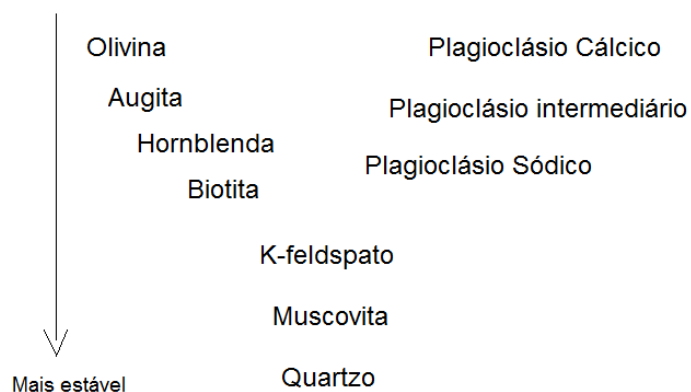 Olivina
Plagioclásio Cálcico
Augita
Plagioclásio intermediário
Hornblenda
Plagioclásio Sódico
Biotita
K-feldspato
Muscovita
Quartzo
Mais estável